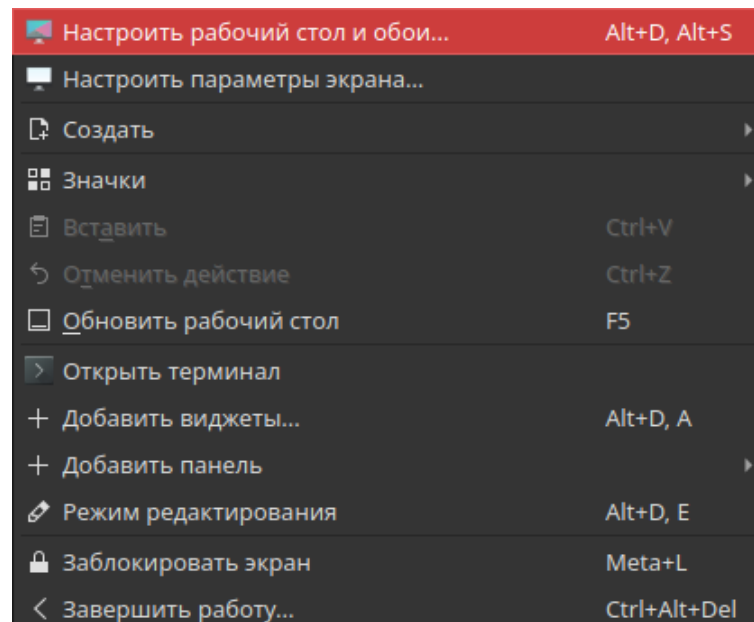 Настроить рабочий стол и обои... Alt+D, Alt+S
Настроить параметры экрана...
Создать
Значки
Вставить Ctrl+V
Отменить действие Ctrl+Z
Обновить рабочий стол F5
Открыть терминал
Добавить виджеты... Alt+D, A
Добавить панель
Режим редактирования Alt+D, E
Заблокировать экран Meta+L
Завершить работу... Ctrl+Alt+Del